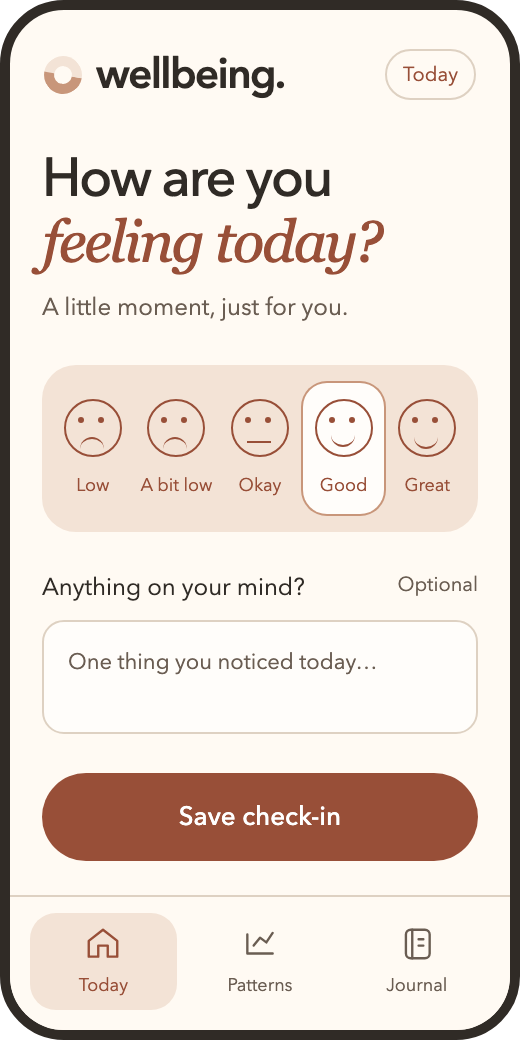 wellbeing.
Today
How are you
feeling today?
A little moment, just for you.
Low
A bit low
Okay
Good
Great
Anything on your mind?
Optional
One thing you noticed today…
Save check-in
Today
Patterns
Journal